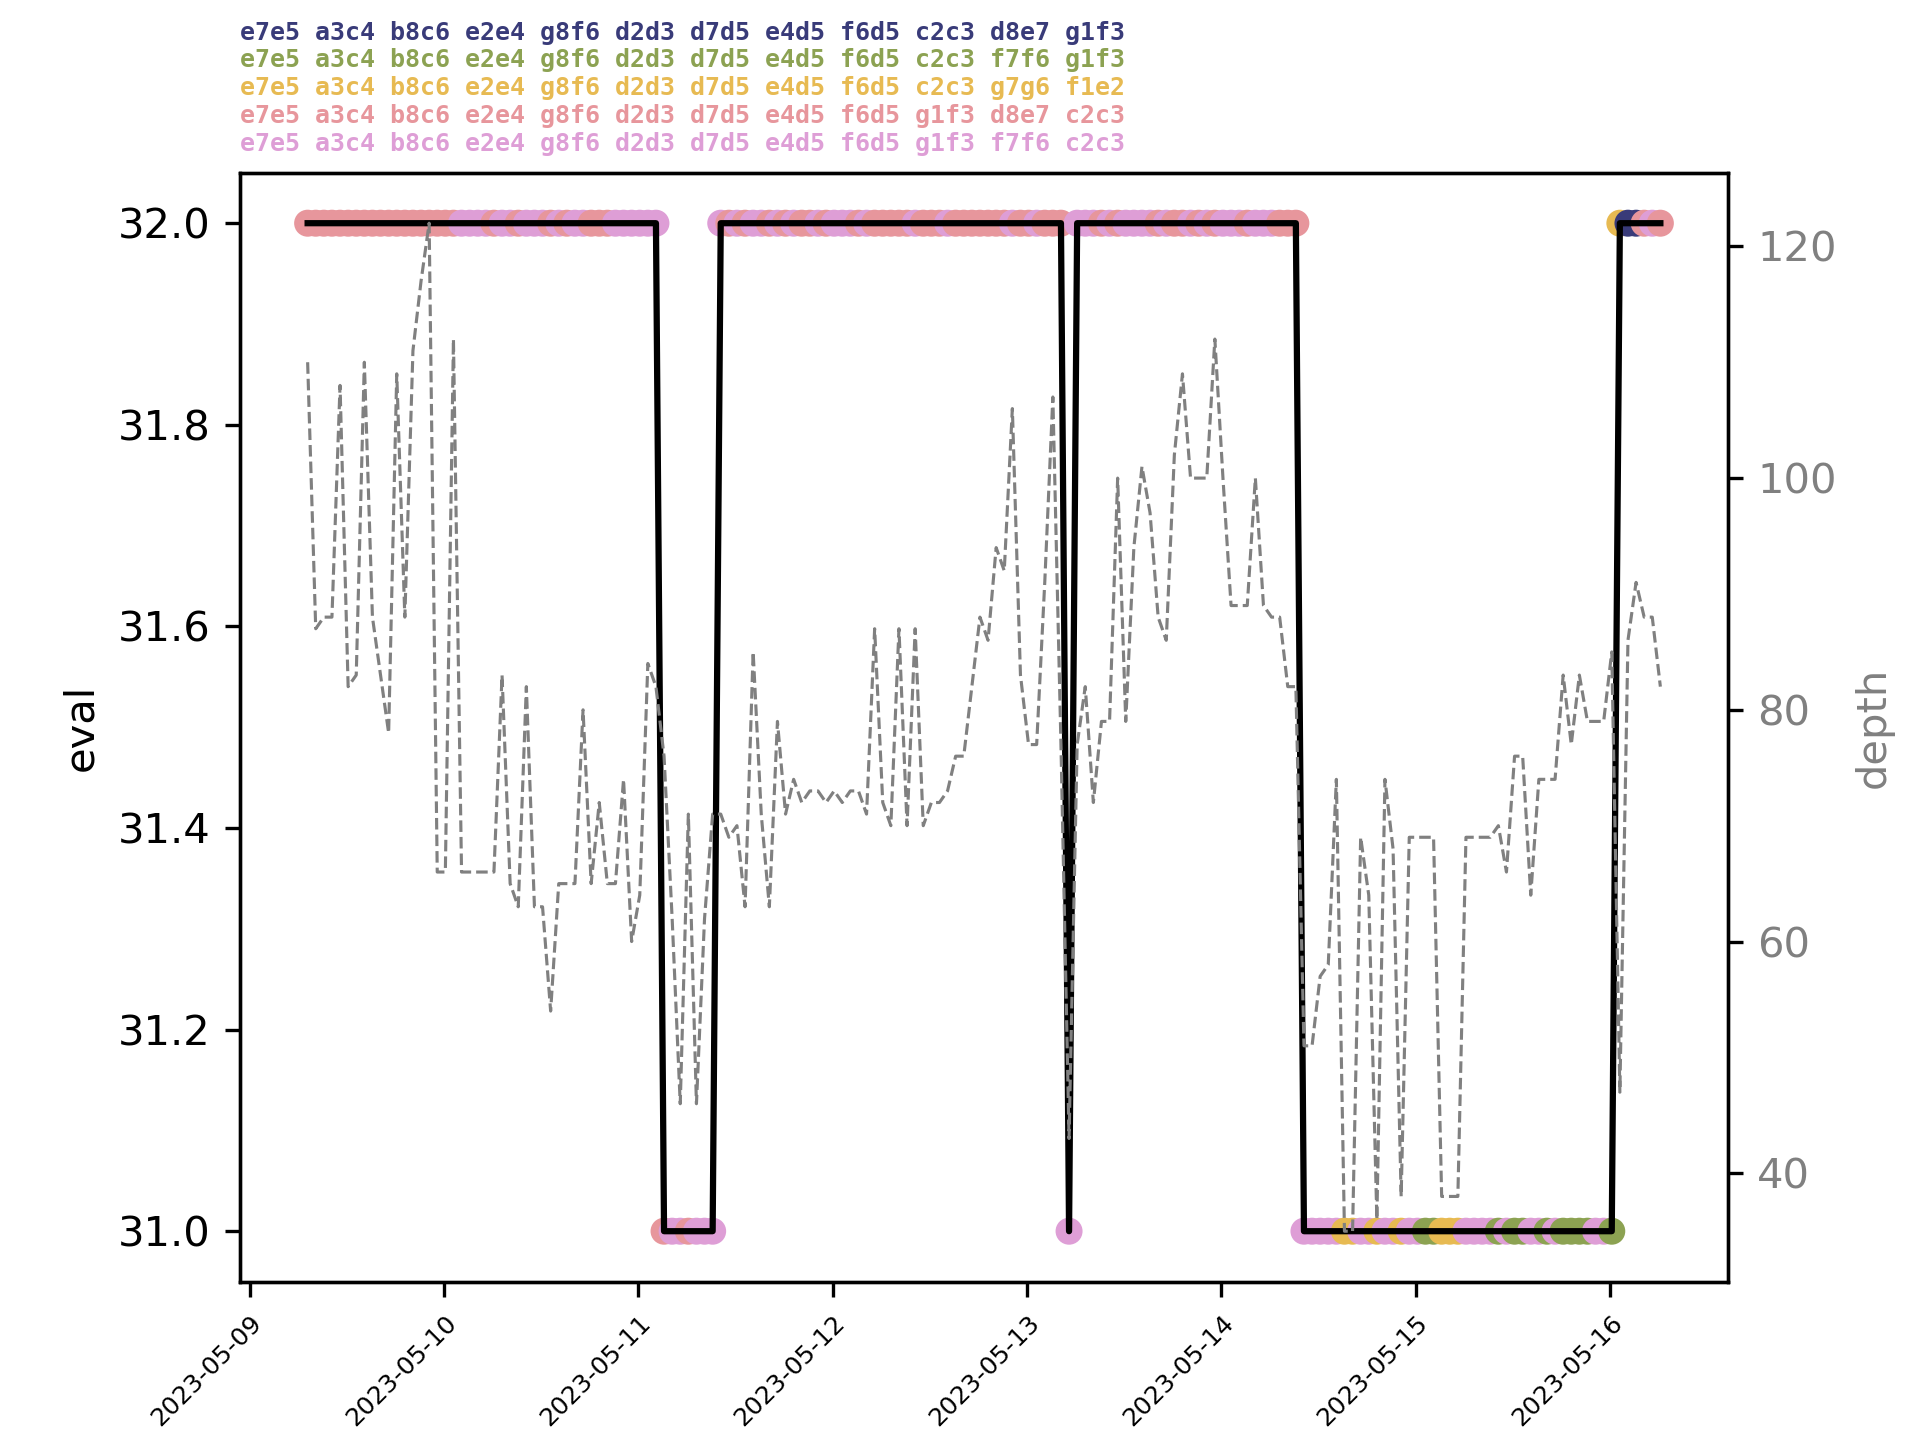 e7e5 a3c4 b8c6 e2e4 g8f6 d2d3 d7d5 e4d5 f6d5 c2c3 d8e7 g1f3
e7e5 a3c4 b8c6 e2e4 g8f6 d2d3 d7d5 e4d5 f6d5 c2c3 f7f6 g1f3
e7e5 a3c4 b8c6 e2e4 g8f6 d2d3 d7d5 e4d5 f6d5 c2c3 g7g6 f1e2
e7e5 a3c4 b8c6 e2e4 g8f6 d2d3 d7d5 e4d5 f6d5 g1f3 d8e7 c2c3
e7e5 a3c4 b8c6 e2e4 g8f6 d2d3 d7d5 e4d5 f6d5 g1f3 f7f6 c2c3
32.0
31.8
31.6
31.4
31.2
31.0
eval
120
100
80
60
40
depth
2023-05-09
2023-05-10
2023-05-11
2023-05-12
2023-05-13
2023-05-14
2023-05-15
2023-05-16